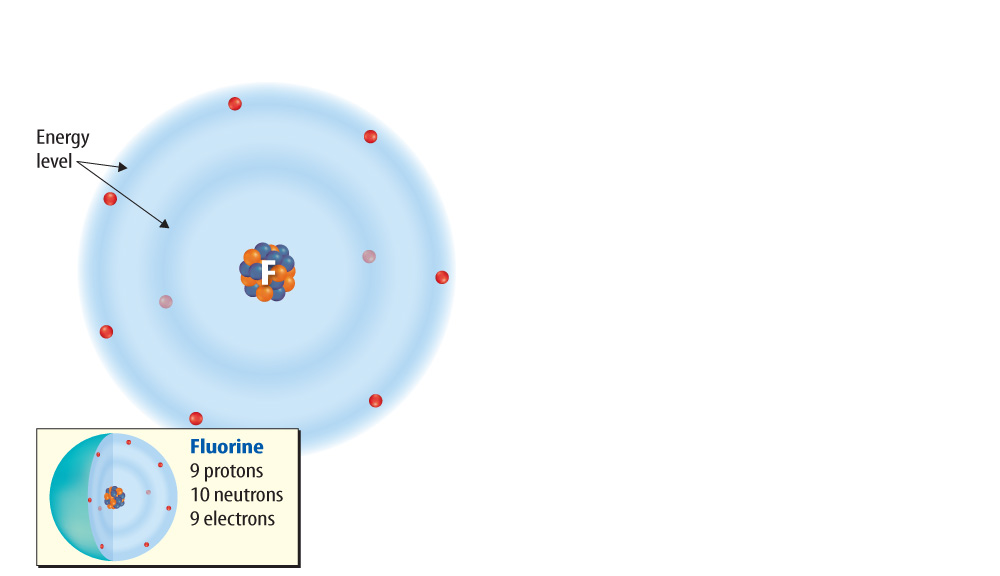 Energy
level
F
Fluorine
9 protons
10 neutrons
9 electrons